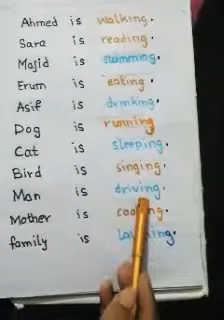 Ahmed is walking.
Sara is reading.
Majid is swimming.
Erum is eating.
Asif is drinking.
Dog is running
Cat is sleeping.
Bird is singing.
Man is driving.
Mother is cooking.
family is laughing.